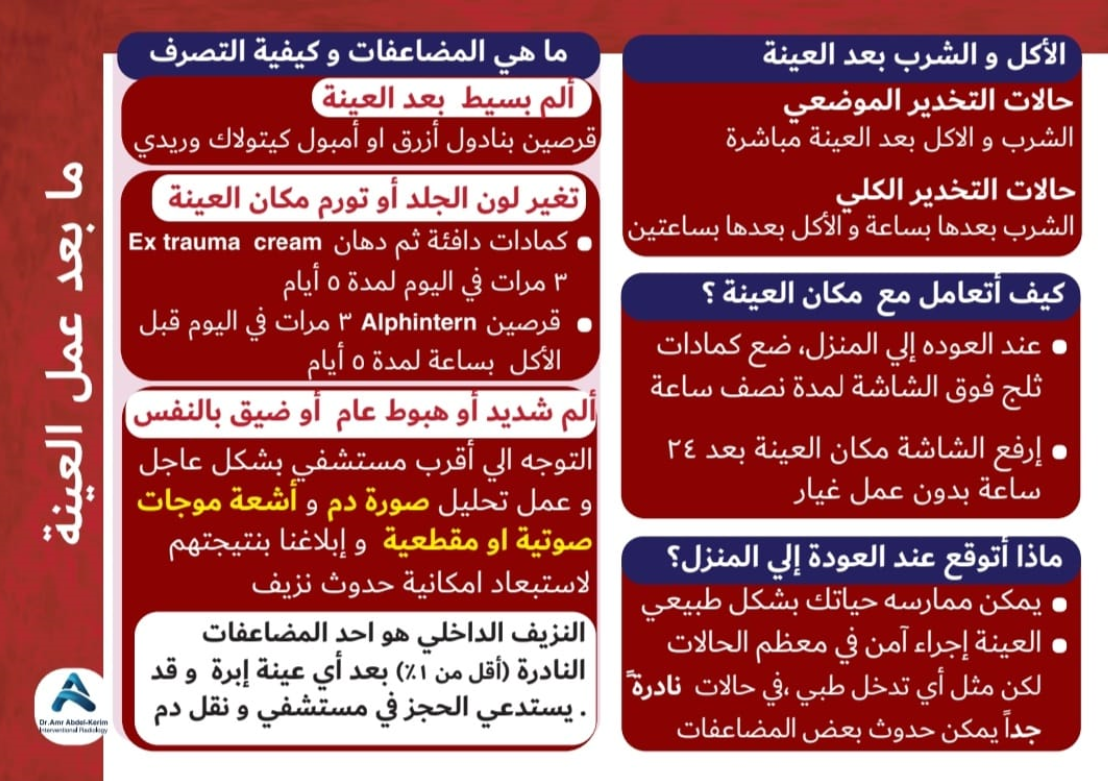 ما بعد عمل العينة
الأكل و الشرب بعد العينة
حالات التخدير الموضعي
الشرب و الاكل بعد العينة مباشرة
حالات التخدير الكلي
الشرب بعدها بساعة و الأكل بعدها بساعتين
كيف أتعامل مع مكان العينة ؟
● عند العوده إلي المنزل، ضع كمادات
ثلج فوق الشاشة لمدة نصف ساعة
● إرفع الشاشة مكان العينة بعد ٢٤
ساعة بدون عمل غيار
ماذا أتوقع عند العودة إلي المنزل؟
● يمكن ممارسه حياتك بشكل طبيعي
● العينة إجراء آمن في معظم الحالات
لكن مثل أي تدخل طبي ،في حالات نادرةً
جداً يمكن حدوث بعض المضاعفات
ما هي المضاعفات و كيفية التصرف
ألم بسيط بعد العينة
قرصين بنادول أزرق او أمبول كيتولاك وريدي
تغير لون الجلد أو تورم مكان العينة
● كمادات دافئة ثم دهان Ex trauma cream
٣ مرات في اليوم لمدة ٥ أيام
● قرصين Alphintern ٣ مرات في اليوم قبل
الأكل بساعة لمدة ٥ أيام
ألم شديد أو هبوط عام أو ضيق بالنفس
التوجه الي أقرب مستشفي بشكل عاجل
و عمل تحليل صورة دم و أشعة موجات
صوتية او مقطعية و إبلاغنا بنتيجتهم
لاستبعاد امكانية حدوث نزيف
النزيف الداخلي هو احد المضاعفات
النادرة (أقل من ١٪) بعد أي عينة إبرة و قد
يستدعي الحجز في مستشفي و نقل دم .
Dr.Amr Abdel-Kerim
Interventional Radiology